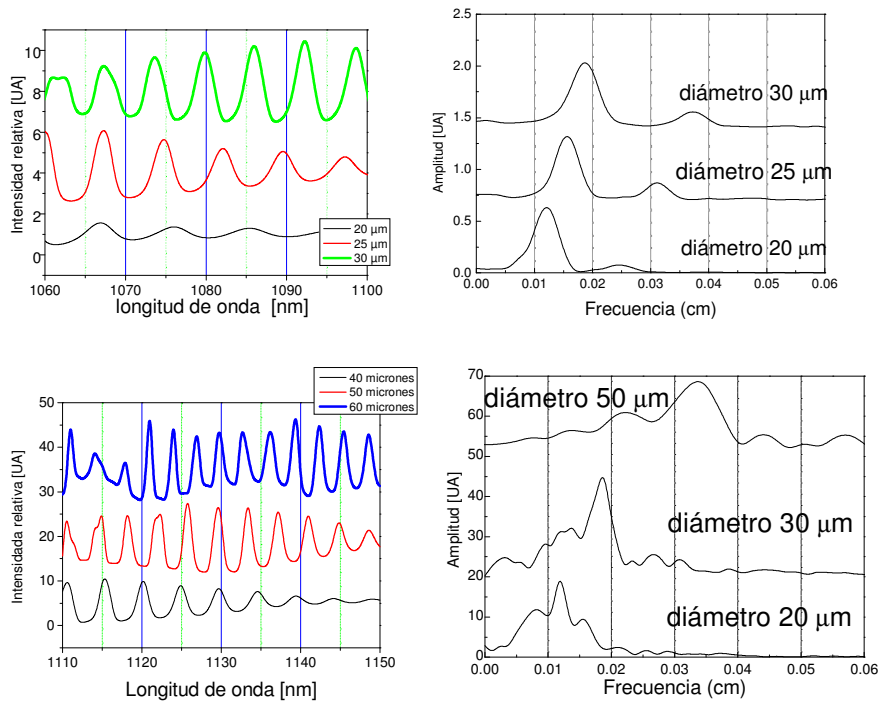 10
8
6
4
2
0
Intensidad relativa [UA]
20 µm
25 µm
30 µm
1060
1070
1080
1090
1100
longitud de onda [nm]
2.5
2.0
1.5
1.0
0.5
0.0
Amplitud [UA]
diámetro 30 µm
diámetro 25 µm
diámetro 20 µm
0.00
0.01
0.02
0.03
0.04
0.05
0.06
Frecuencia (cm)
40 micrones
50 micrones
60 micrones
50
40
30
20
10
0
Intensidada relativa [UA]
1110
1120
1130
1140
1150
Longitud de onda [nm]
70
60
50
40
30
20
10
0
Amplitud [UA]
diámetro 50 µm
diámetro 30 µm
diámetro 20 µm
0.00
0.01
0.02
0.03
0.04
0.05
0.06
Frecuencia (cm)